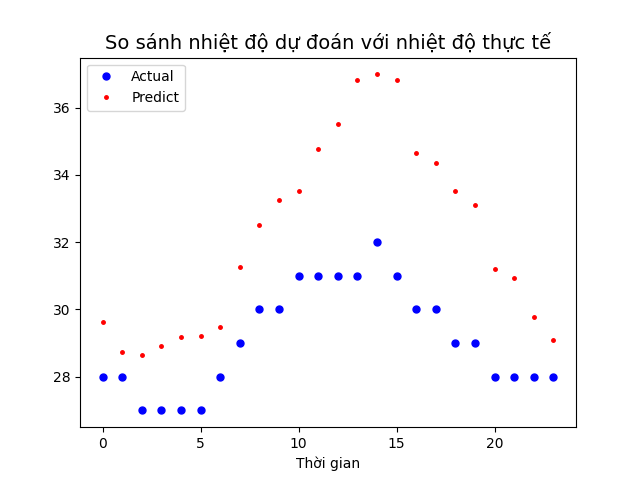 So sánh nhiệt độ dự đoán với nhiệt độ thực tế
Actual
Predict
36
34
32
30
28
0
5
10
15
20
Thời gian